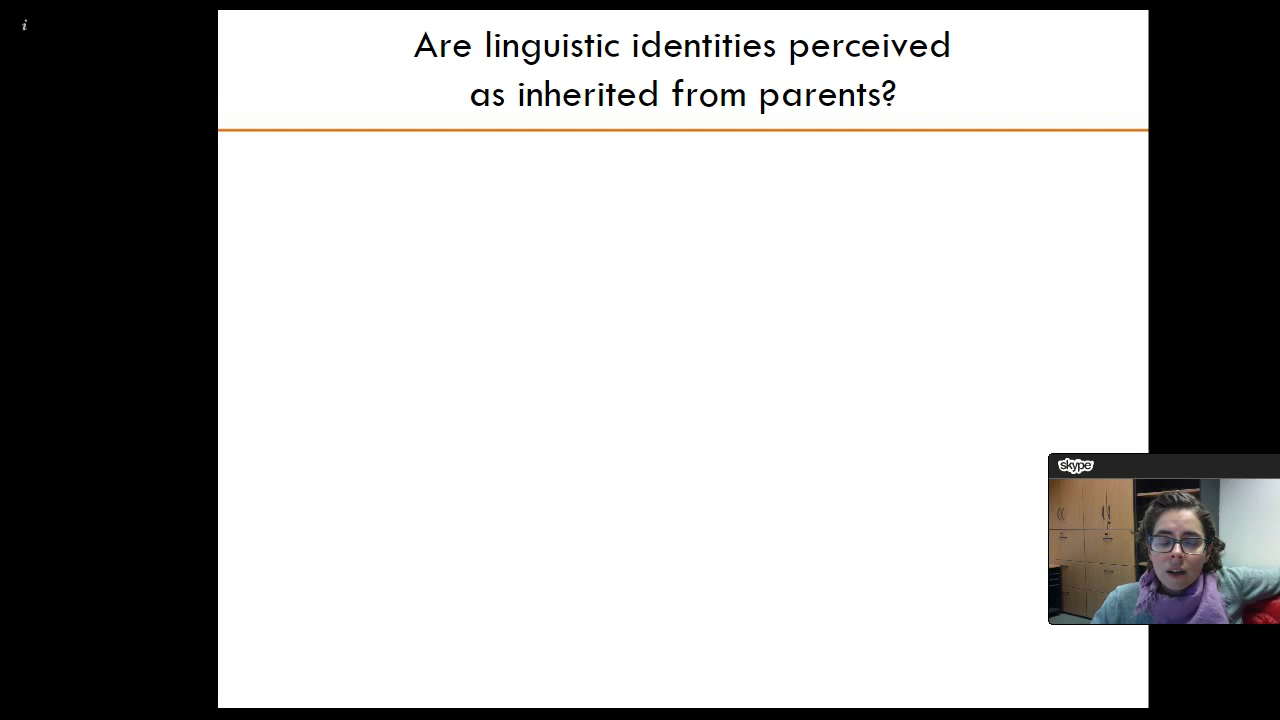 i
Are linguistic identities perceived
as inherited from parents?
skype